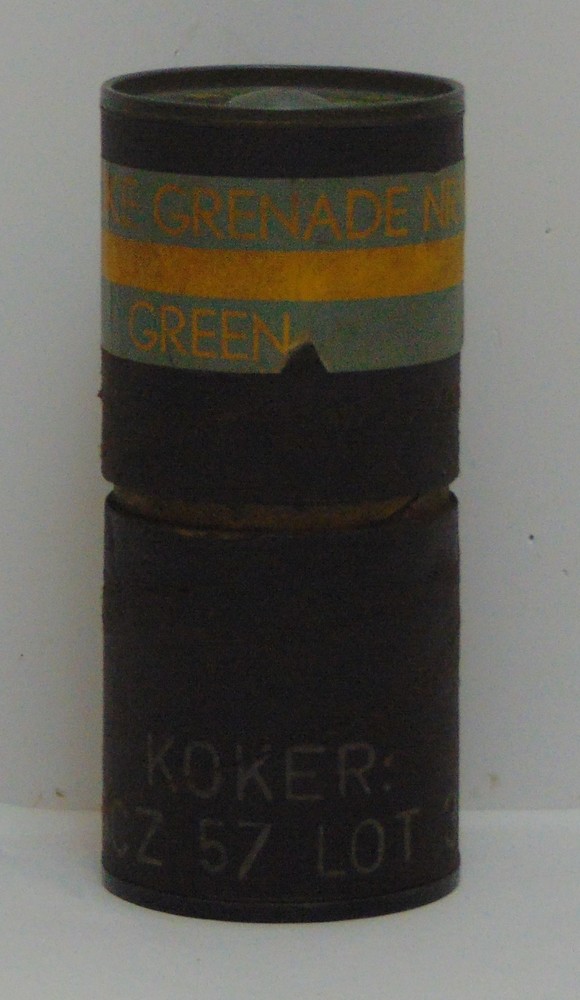 GRENADE NR
GREEN
KOKER:
CZ 57 LOT